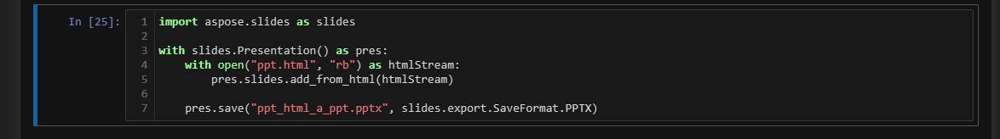 In [25]:
1 import aspose.slides as slides
2
3 with slides.Presentation() as pres:
4     with open("ppt.html", "rb") as htmlStream:
5         pres.slides.add_from_html(htmlStream)
6
7     pres.save("ppt_html_a_ppt.pptx", slides.export.SaveFormat.PPTX)